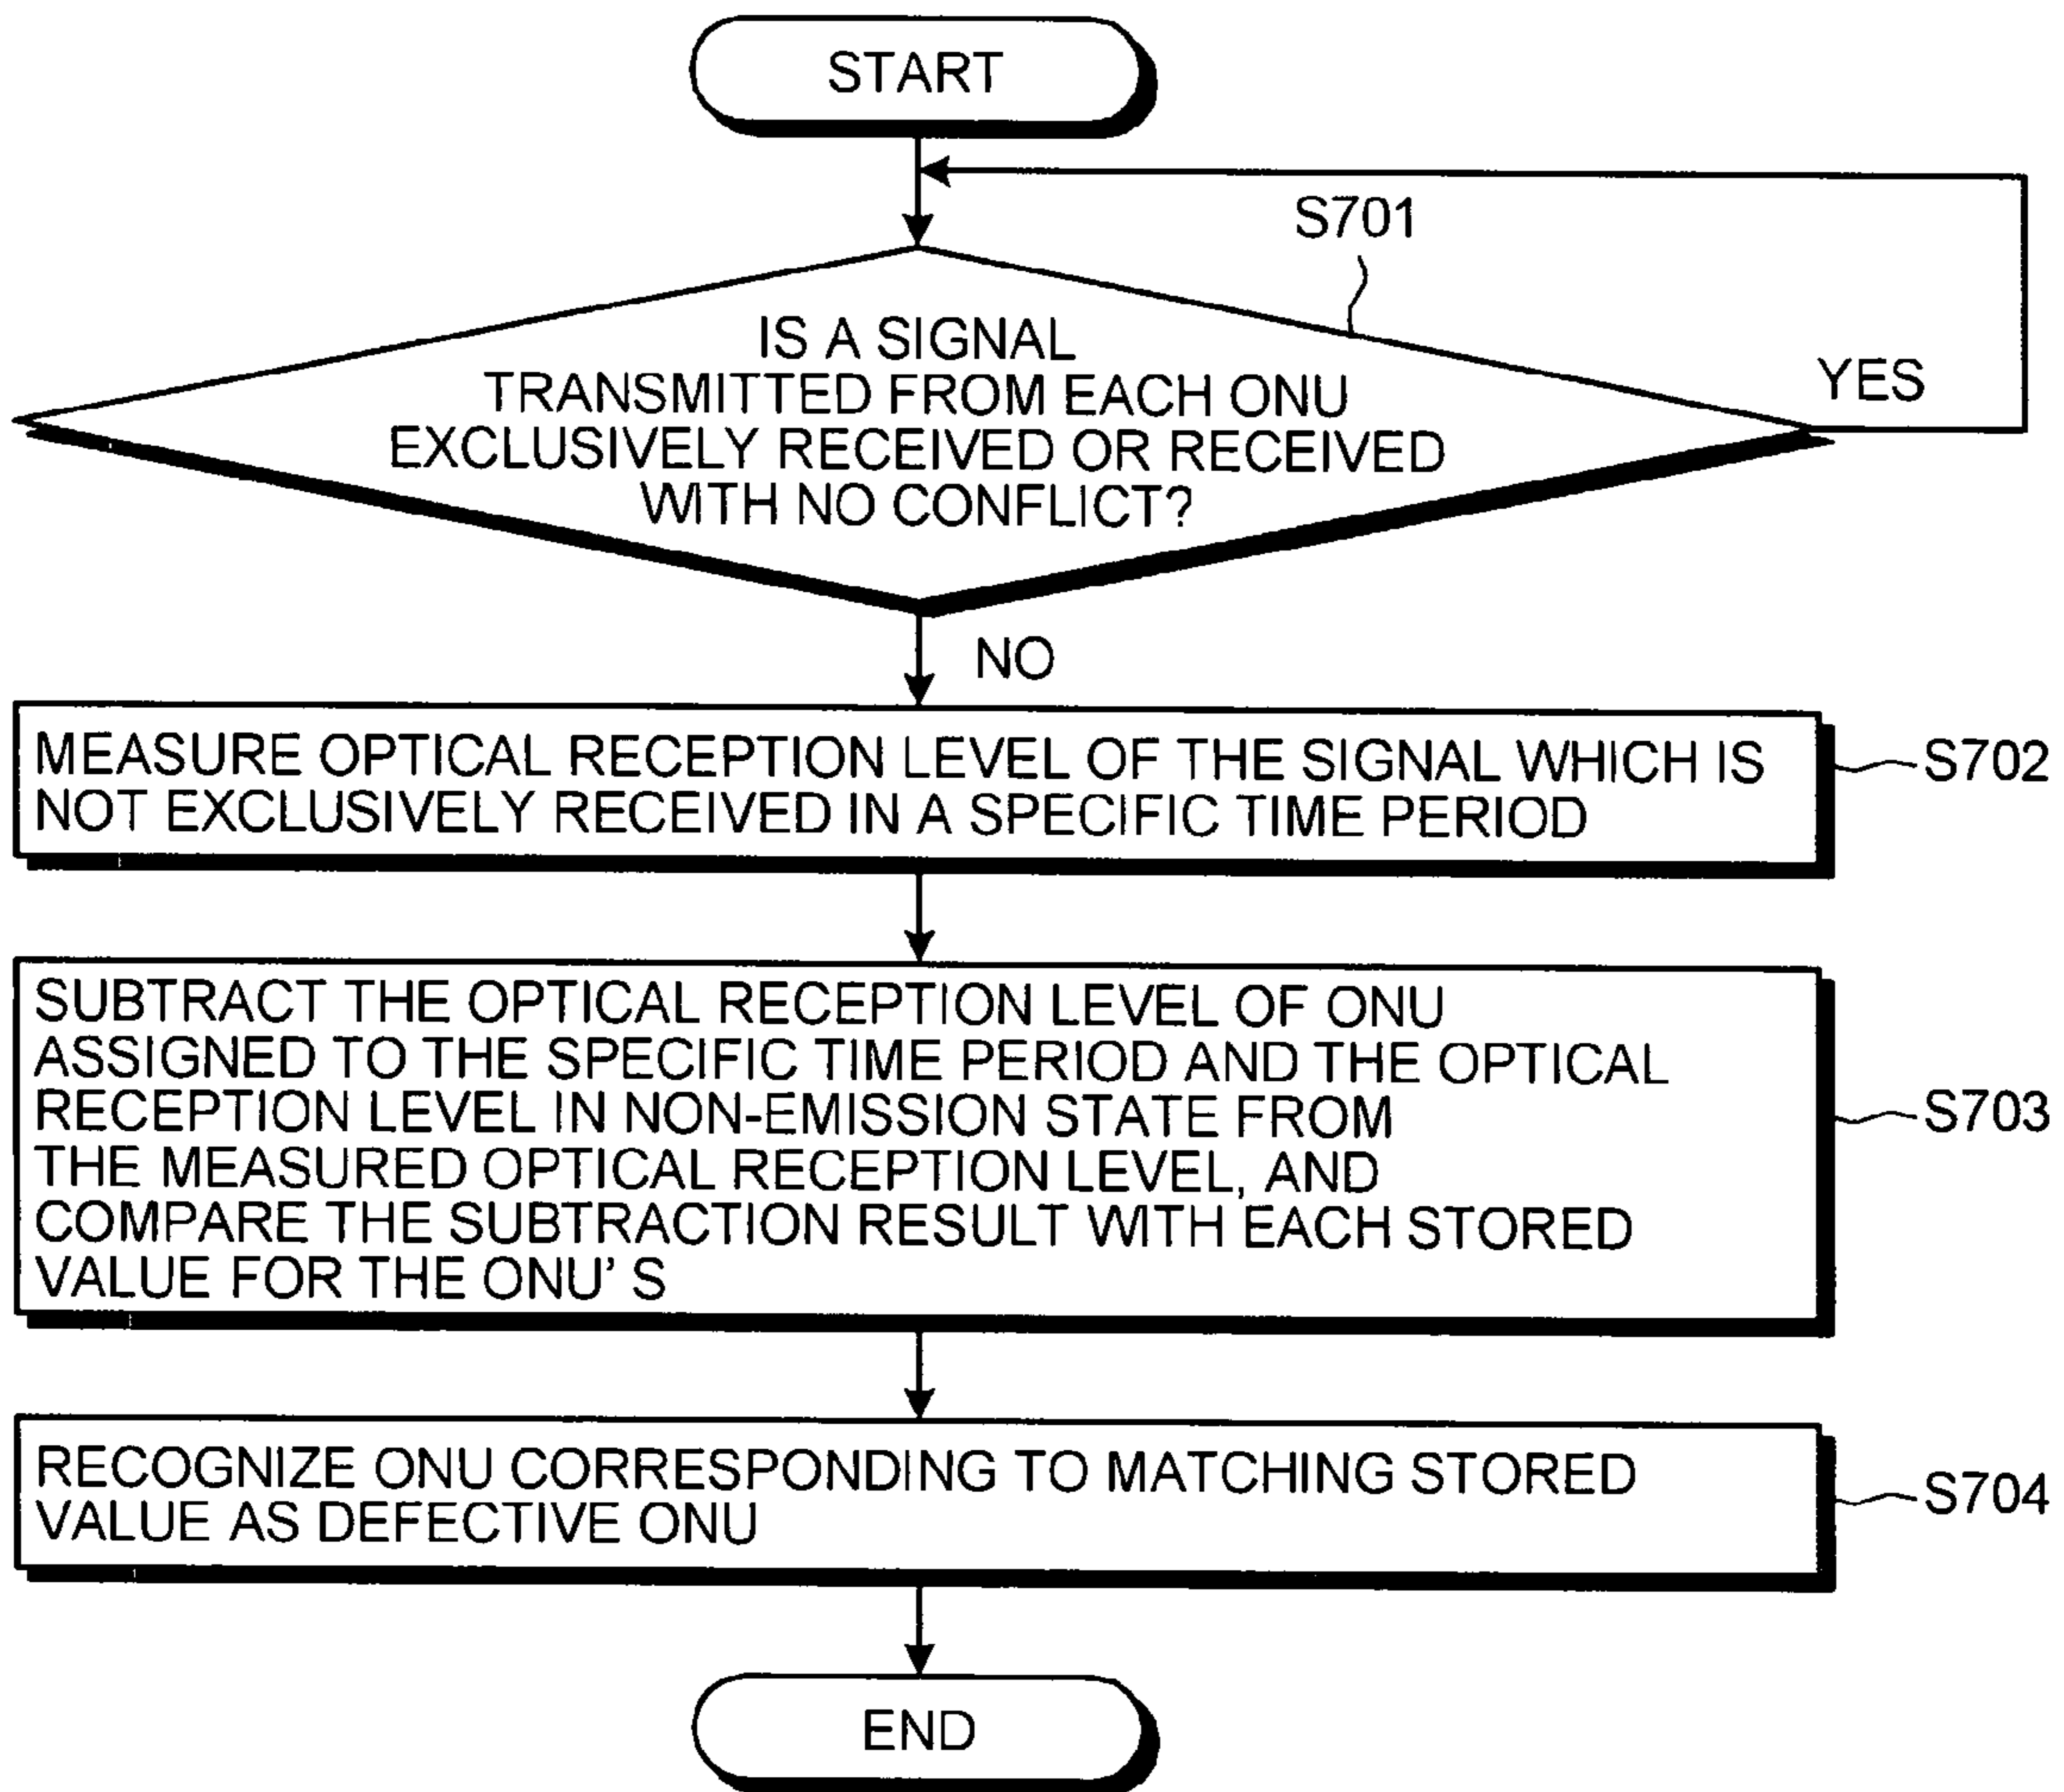 START
S701
IS A SIGNAL
TRANSMITTED FROM EACH ONU
EXCLUSIVELY RECEIVED OR RECEIVED
WITH NO CONFLICT?
YES
NO
MEASURE OPTICAL RECEPTION LEVEL OF THE SIGNAL WHICH IS
NOT EXCLUSIVELY RECEIVED IN A SPECIFIC TIME PERIOD
S702
SUBTRACT THE OPTICAL RECEPTION LEVEL OF ONU
ASSIGNED TO THE SPECIFIC TIME PERIOD AND THE OPTICAL
RECEPTION LEVEL IN NON-EMISSION STATE FROM
THE MEASURED OPTICAL RECEPTION LEVEL, AND
COMPARE THE SUBTRACTION RESULT WITH EACH STORED
VALUE FOR THE ONU' S
S703
RECOGNIZE ONU CORRESPONDING TO MATCHING STORED
VALUE AS DEFECTIVE ONU
S704
END